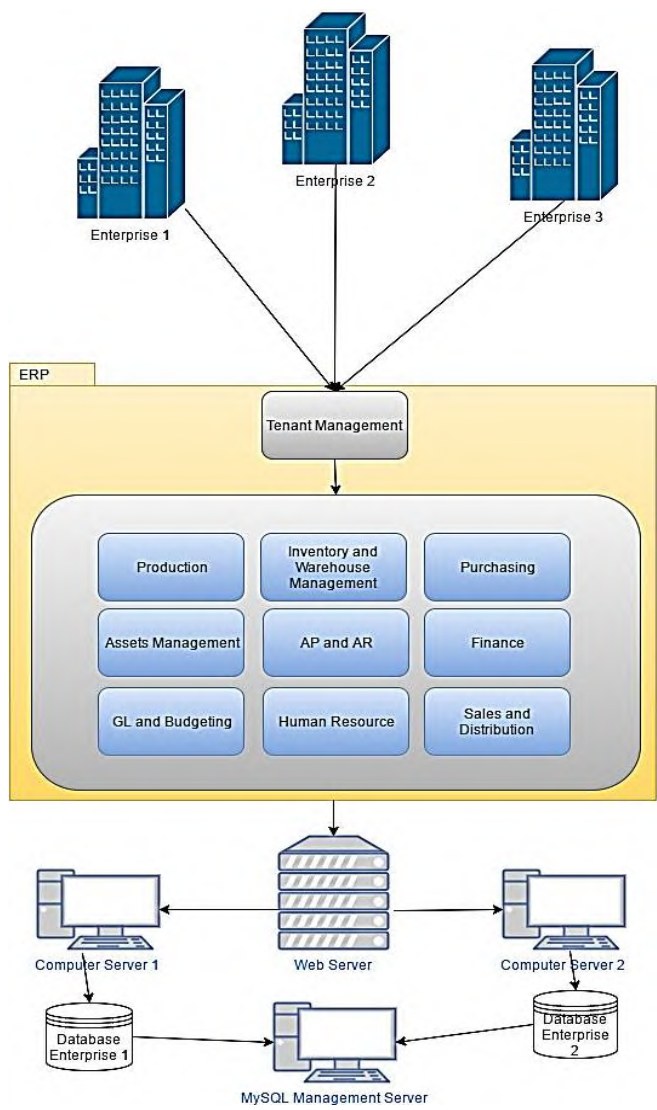 Enterprise 1
Enterprise 2
Enterprise 3
ERP
Tenant Management
Production
Inventory and
Warehouse
Management
Purchasing
Assets Management
AP and AR
Finance
GL and Budgeting
Human Resource
Sales and
Distribution
Computer Server 1
Web Server
Computer Server 2
Database
Enterprise 1
Database
Enterprise
2
MySQL Management Server